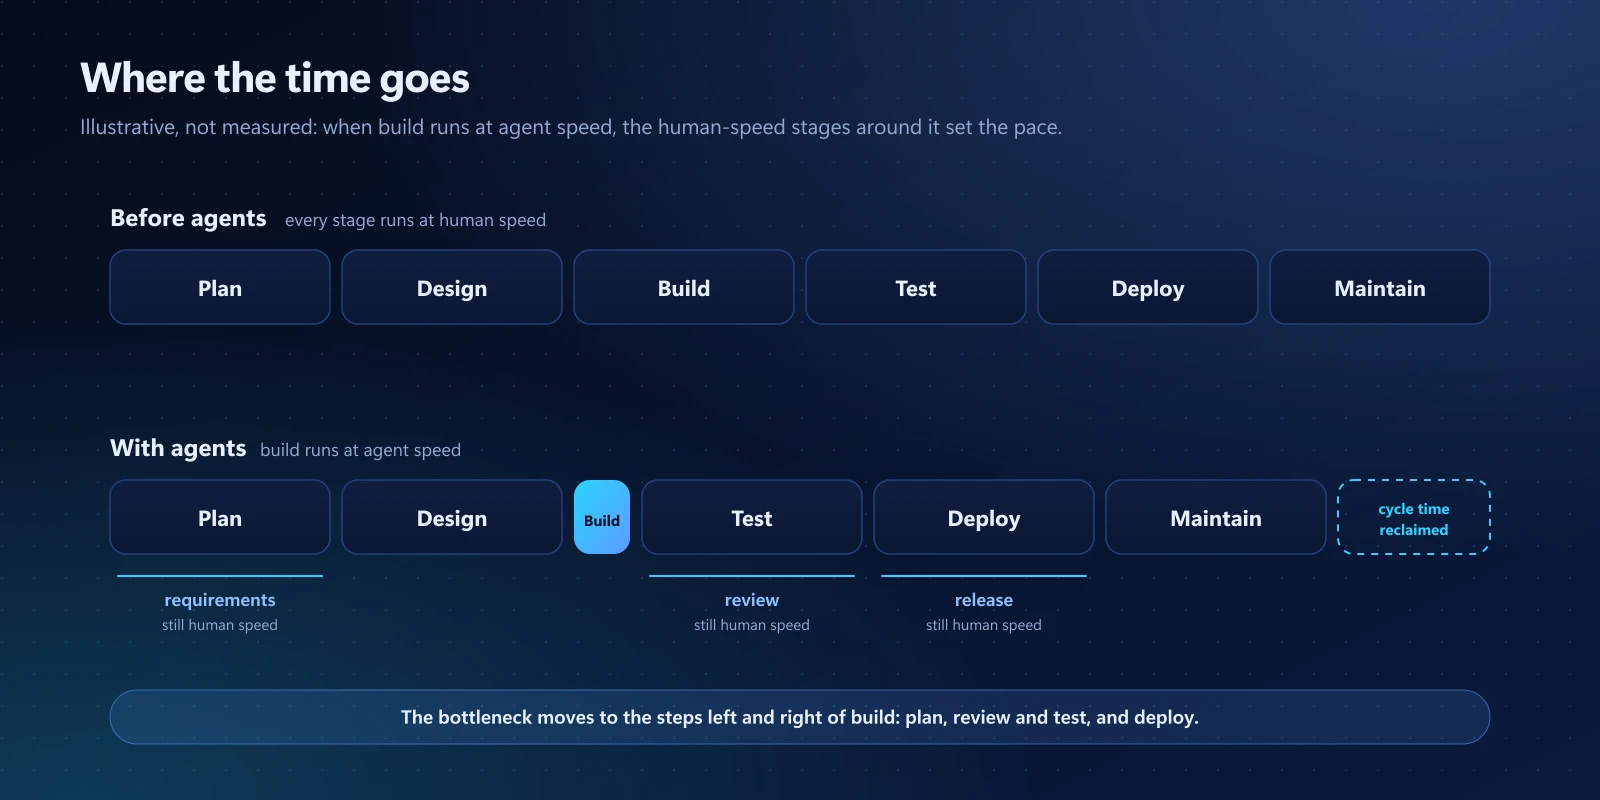 Where the time goes
Illustrative, not measured: when build runs at agent speed, the human-speed stages around it set the pace.
Before agents every stage runs at human speed
Plan Design Build Test Deploy Maintain
With agents build runs at agent speed
Plan Design Build Test Deploy Maintain
cycle time
reclaimed
requirements review release
still human speed still human speed still human speed
The bottleneck moves to the steps left and right of build: plan, review and test, and deploy.